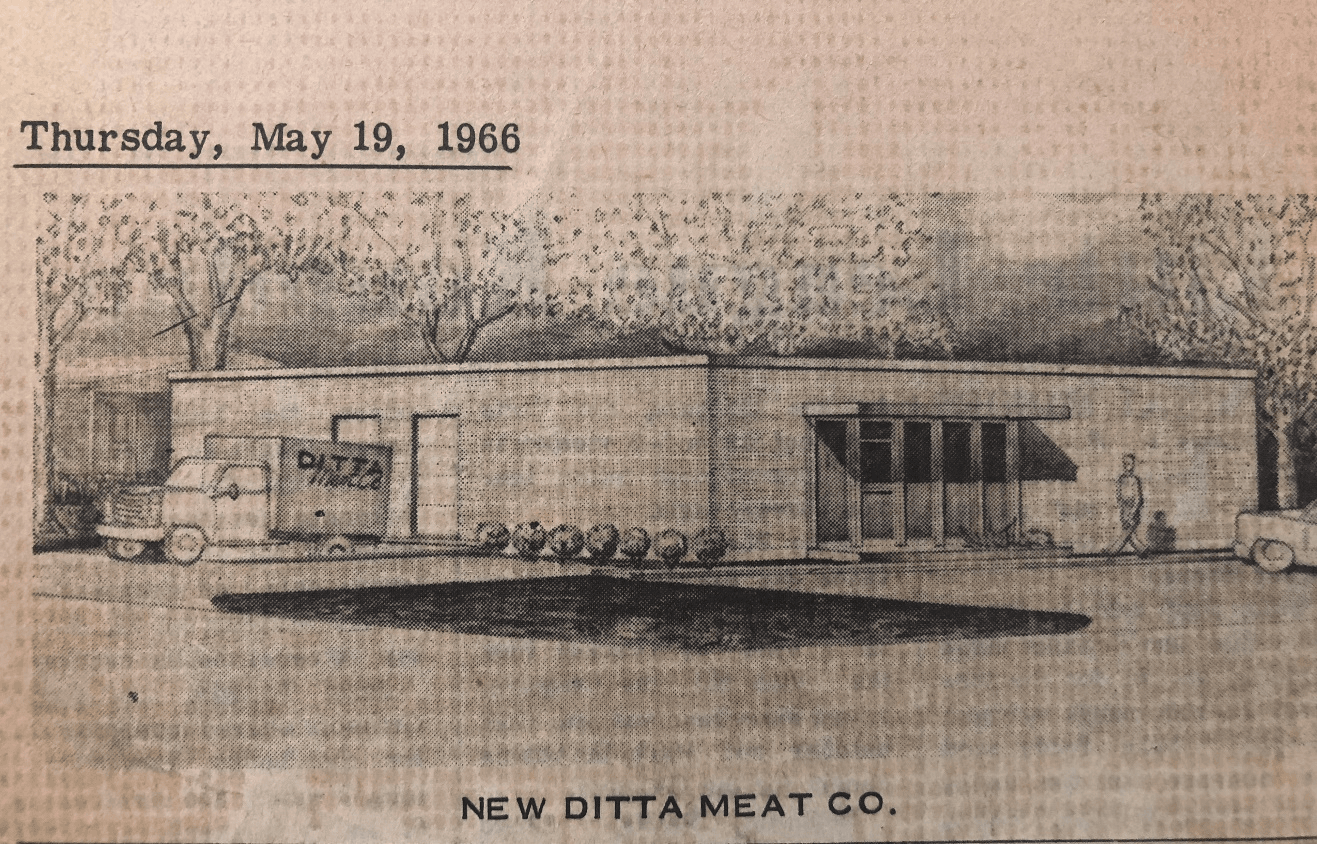 Thursday, May 19, 1966
DITTA
NEW DITTA MEAT CO.